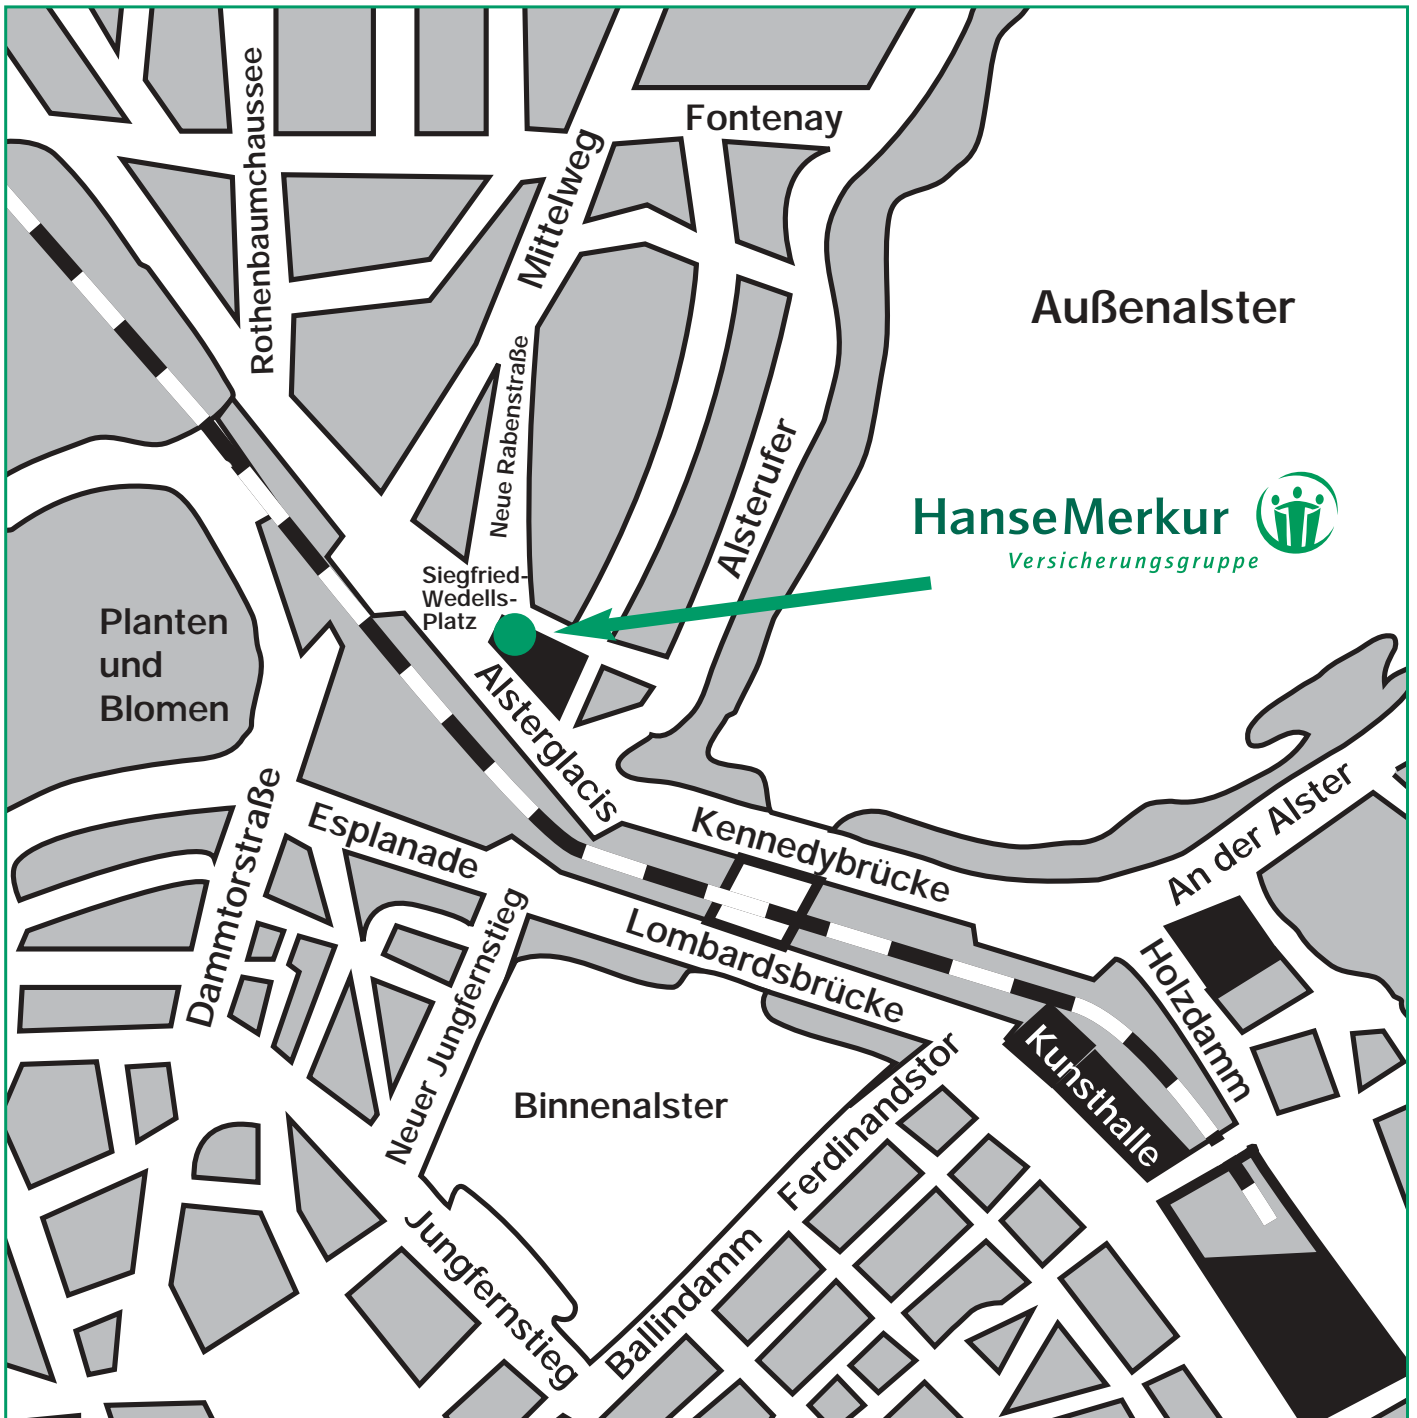 Fontenay
Rothenbaumchaussee
Mittelweg
Außenalster
Neue Rabenstraße
Alsterufer
HanseMerkur
Versicherungsgruppe
Siegfried-
Wedells-
Platz
Planten
und
Blomen
Alsterglacis
Dammtorstraße
Esplanade
Kennedybrücke
An der Alster
Lombardsbrücke
Neuer Jungfernstieg
Holzdamm
Kunsthalle
Binnenalster
Ferdinandstor
Jungfernstieg
Ballindamm